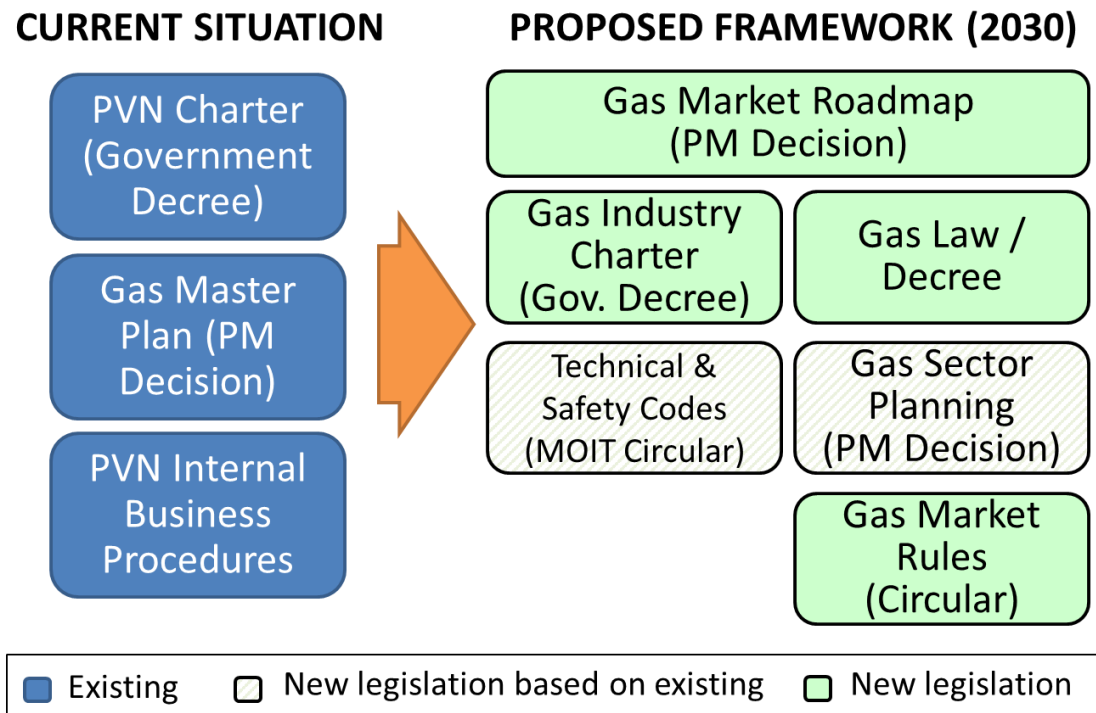 CURRENT SITUATION
PVN Charter
(Government
Decree)
Gas Master
Plan (PM
Decision)
PVN Internal
Business
Procedures
PROPOSED FRAMEWORK (2030)
Gas Market Roadmap
(PM Decision)
Gas Industry
Charter
(Gov. Decree)
Gas Law /
Decree
Technical &
Safety Codes
(MOIT Circular)
Gas Sector
Planning
(PM Decision)
Gas Market
Rules
(Circular)
Existing
New legislation based on existing
New legislation